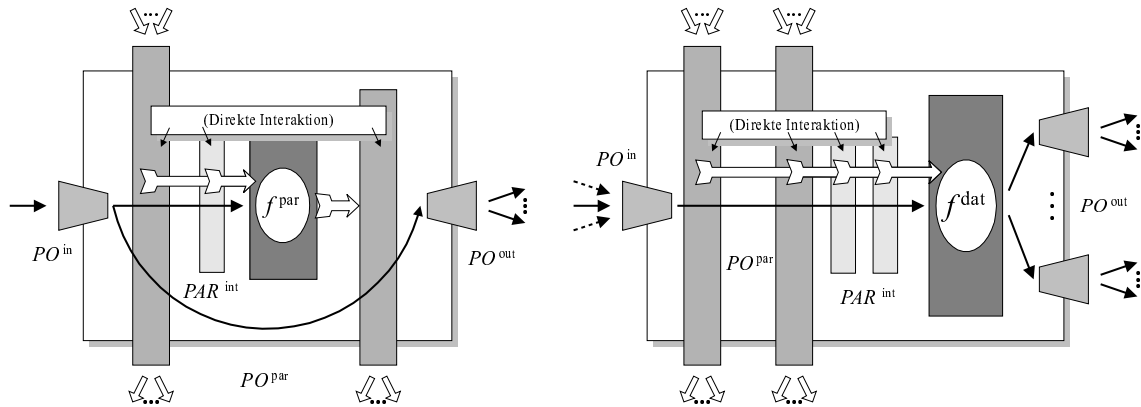 (Direkte Interaktion)
f par
PO in
PAR int
PO out
PO par
(Direkte Interaktion)
PO in
f dat
PO out
PO par
PAR int